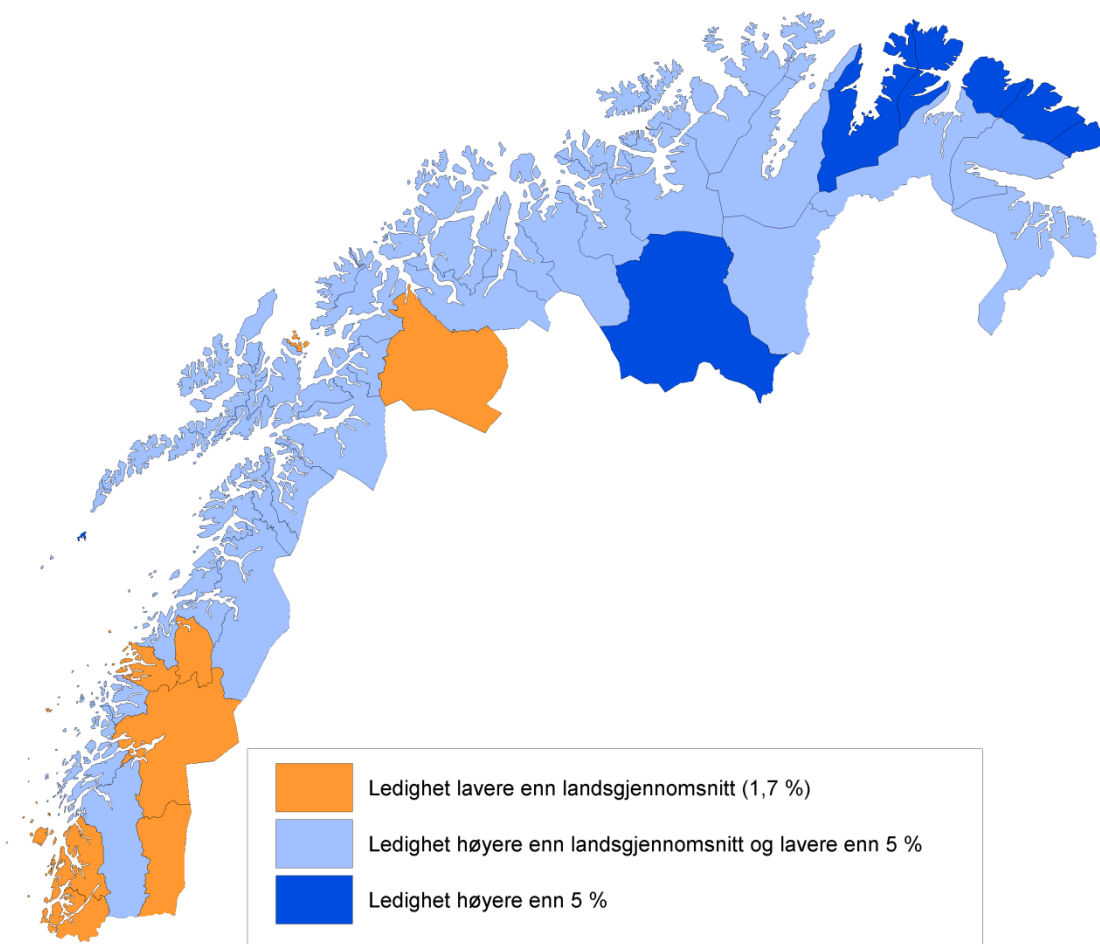 Ledighet lavere enn landsgjennomsnitt (1,7 %)
Ledighet høyere enn landsgjennomsnitt og lavere enn 5 %
Ledighet høyere enn 5 %